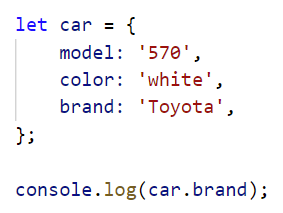 let car = {
    model: '570',
    color: 'white',
    brand: 'Toyota',
};

console.log(car.brand);